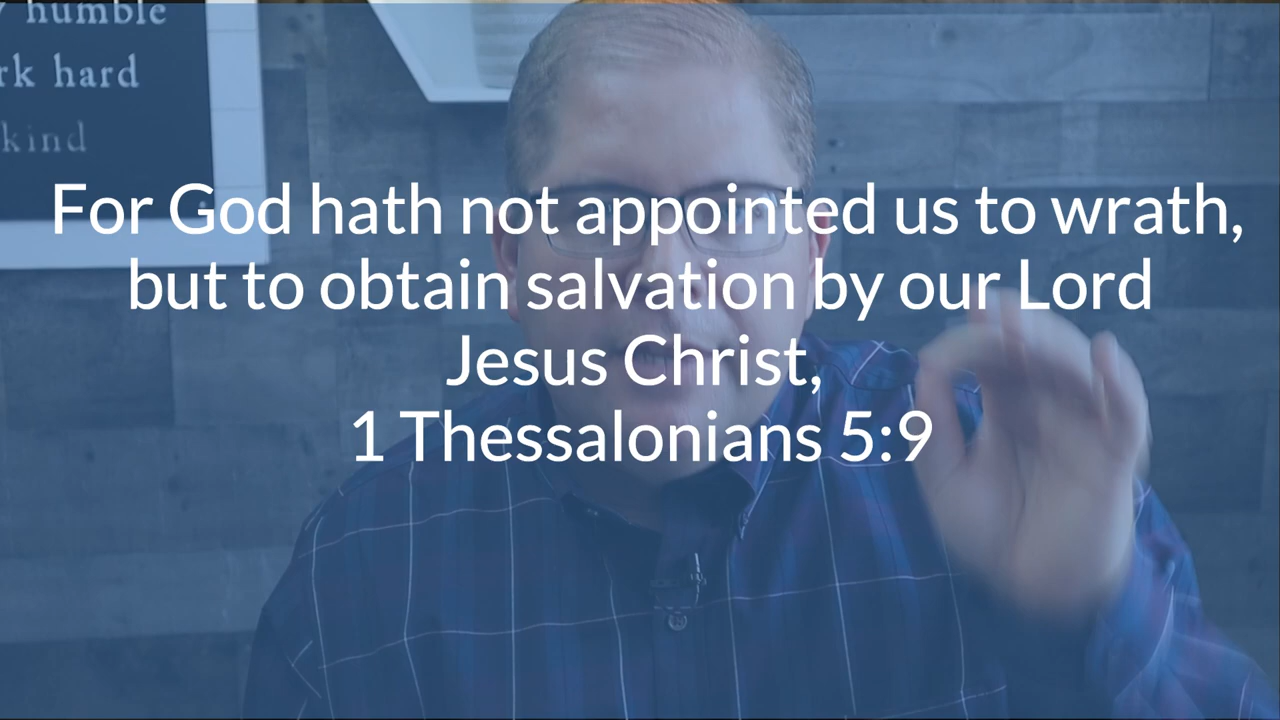 humble
rk hard
kind
For God hath not appointed us to wrath,
but to obtain salvation by our Lord
Jesus Christ,
1 Thessalonians 5:9